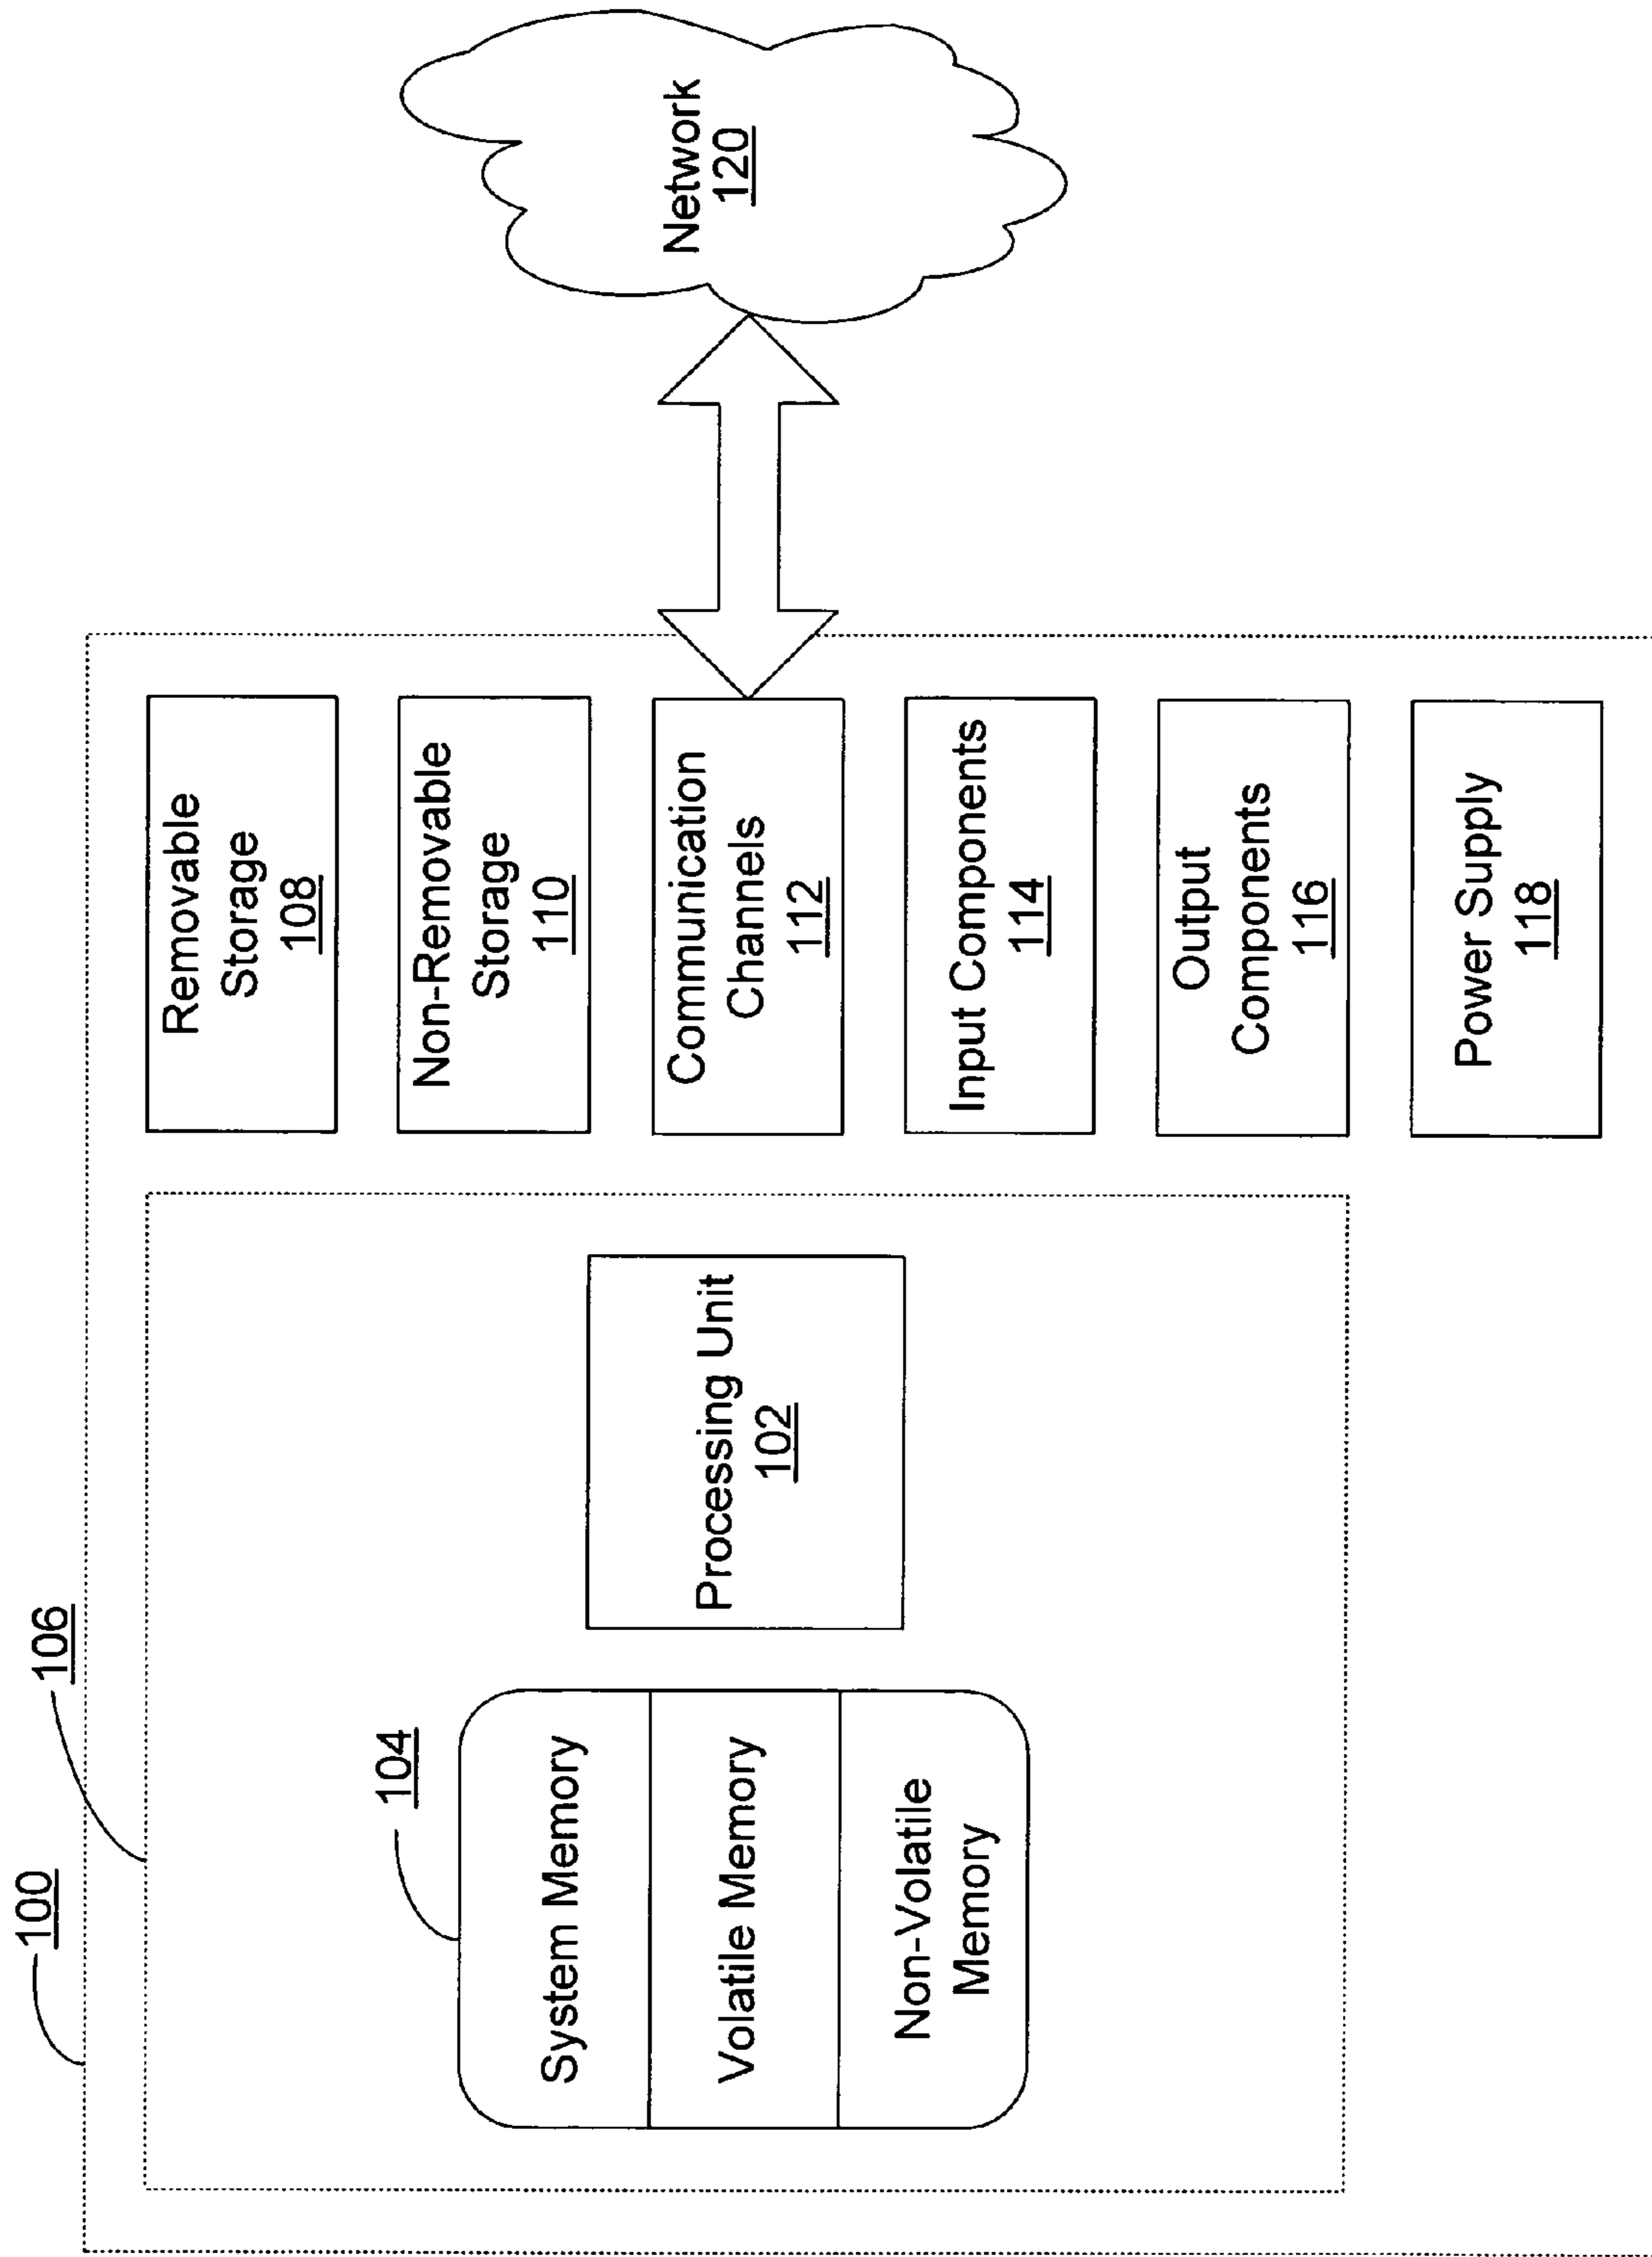 100
106
104
System Memory
Volatile Memory
Non-Volatile
Memory
Processing Unit
102
Removable
Storage
108
Non-Removable
Storage
110
Communication
Channels
112
Input Components
114
Output
Components
116
Power Supply
118
Network
120